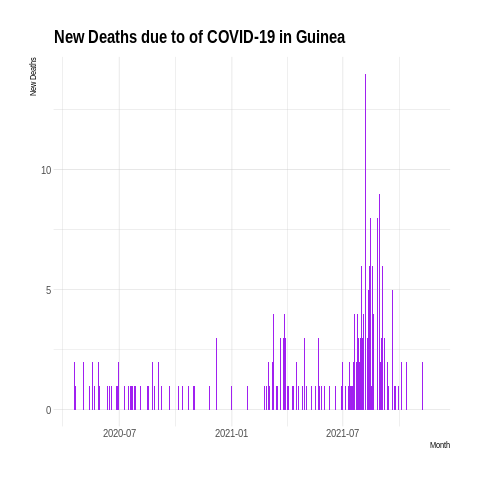 New Deaths due to of COVID-19 in Guinea
New Deaths
10
5
0
2020-07 2021-01 2021-07
Month